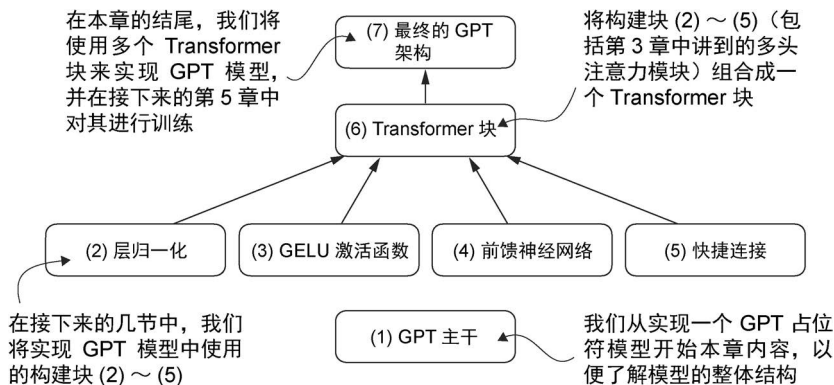 在本章的结尾，我们将
使用多个 Transformer
块来实现 GPT 模型，
并在接下来的第 5 章中
对其进行训练
(7) 最终的 GPT
架构
将构建块 (2) ～ (5)（包
括第 3 章中讲到的多头
注意力模块）组合成一
个 Transformer 块
(6) Transformer 块
(2) 层归一化
(3) GELU 激活函数
(4) 前馈神经网络
(5) 快捷连接
在接下来的几节中，我们
将实现 GPT 模型中使用
的构建块 (2) ～ (5)
(1) GPT 主干
我们从实现一个 GPT 占位
符模型开始本章内容，以
便了解模型的整体结构